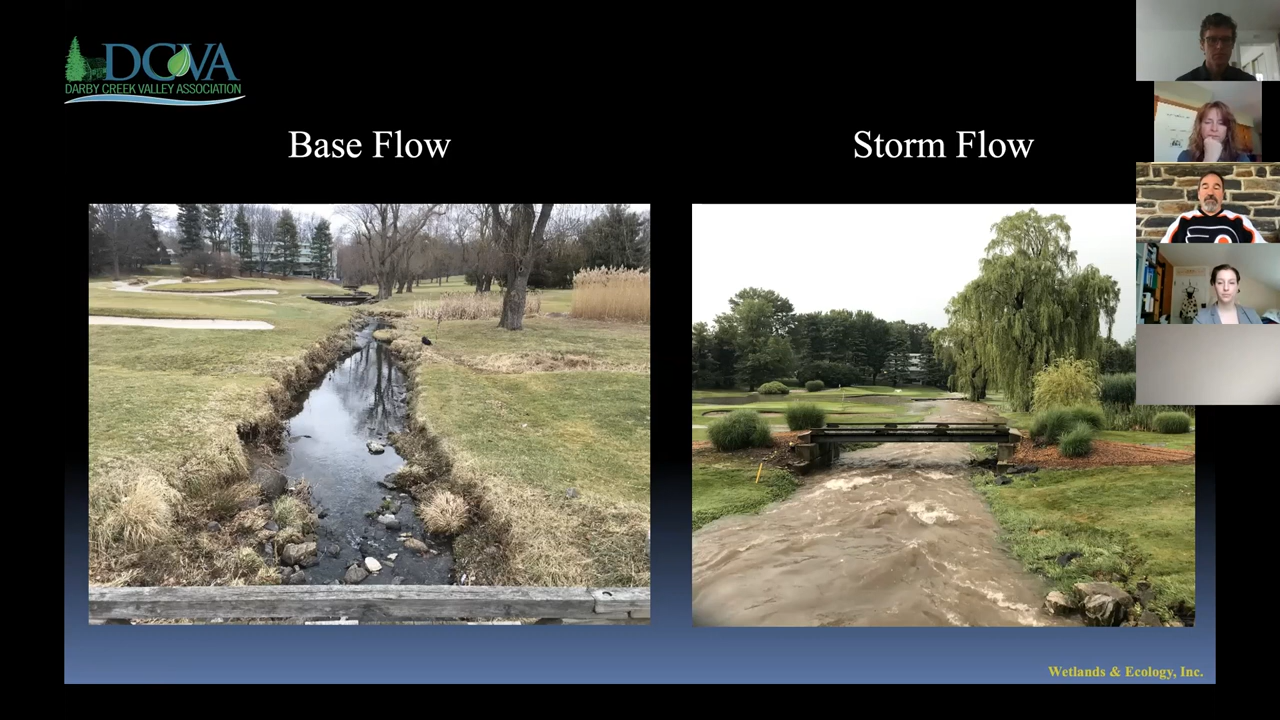 DCVA
DARBY CREEK VALLEY ASSOCIATION
Base Flow
Storm Flow
Wetlands & Ecology, Inc.